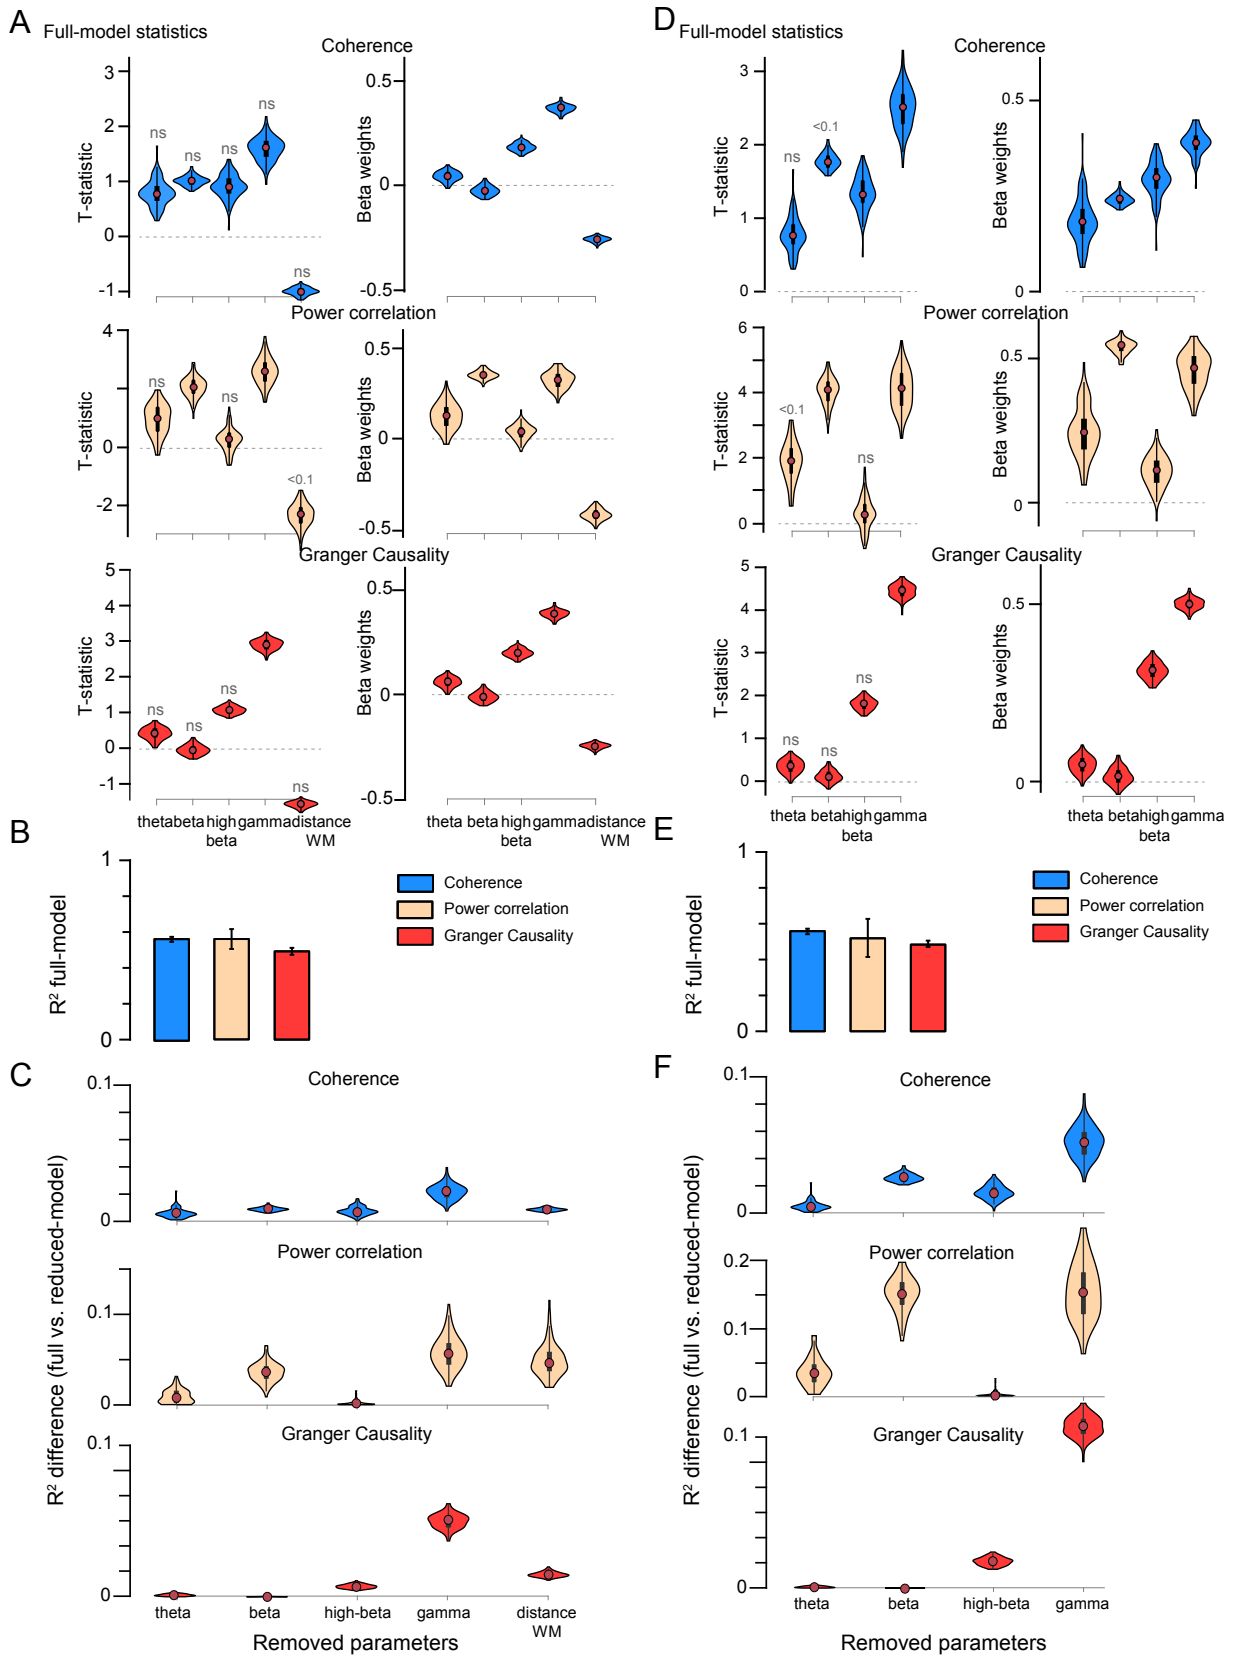 A
Full-model statistics
Coherence
T-statistic
3
2
1
0
-1
ns
ns
ns
ns
ns
Beta weights
0.5
0
-0.5
Power correlation
T-statistic
4
2
0
-2
ns
ns
<0.1
Beta weights
0.5
0
-0.5
Granger Causality
T-statistic
5
4
3
2
1
0
-1
ns
ns
ns
ns
theta beta high gamma distance
beta WM
Beta weights
0.5
0
-0.5
theta beta high gamma distance
beta WM
B
R² full-model
1
0
Coherence
Power correlation
Granger Causality
C
R² difference (full vs. reduced-model)
Coherence
0.1
0
Power correlation
0.1
0
Granger Causality
0.1
0
theta beta high-beta gamma distance
WM
Removed parameters
D
Full-model statistics
Coherence
T-statistic
3
2
1
0
ns
<0.1
Beta weights
0.5
0
Power correlation
T-statistic
6
4
2
0
<0.1
ns
Beta weights
0.5
0
Granger Causality
T-statistic
5
4
3
2
1
0
ns
ns
ns
theta beta high gamma
beta
Beta weights
0.5
0
theta beta high gamma
beta
E
R² full-model
1
0
Coherence
Power correlation
Granger Causality
F
R² difference (full vs. reduced-model)
Coherence
0.1
0
Power correlation
0.2
0.1
0
Granger Causality
0.1
0
theta beta high-beta gamma
Removed parameters